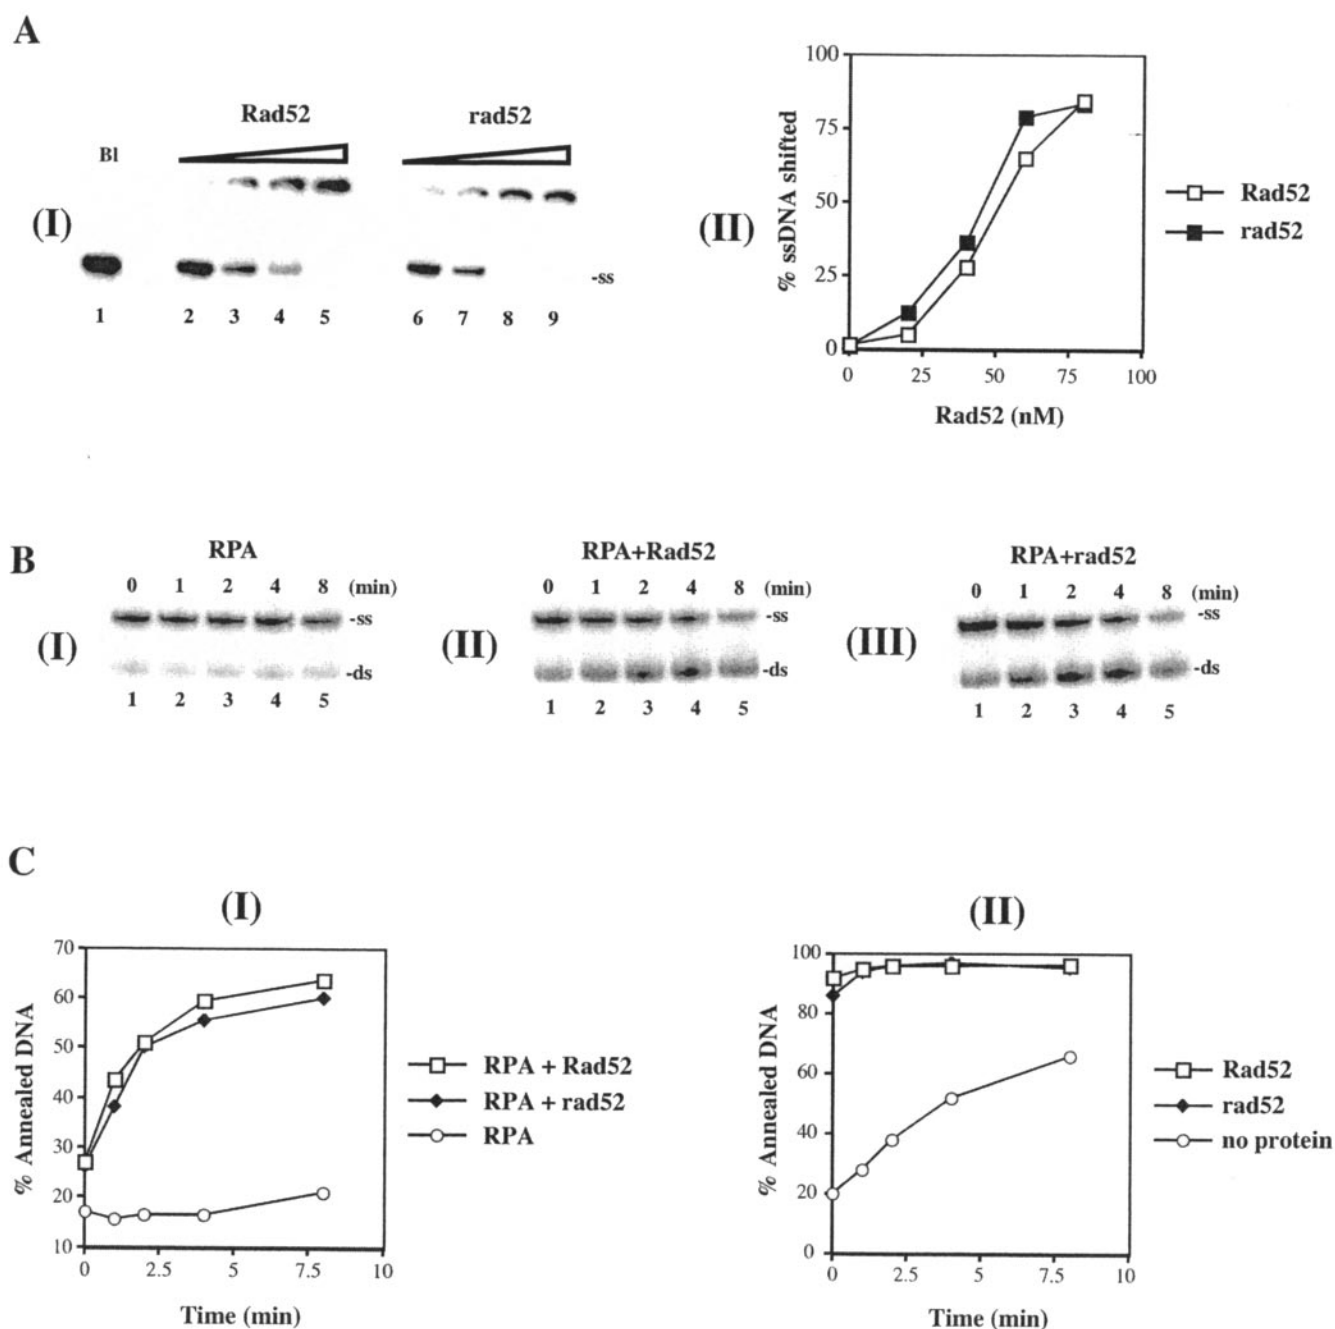 A
Rad52 rad52
Bl
(I)
-ss
1 2 3 4 5 6 7 8 9
(II)
% ssDNA shifted
100
75
50
25
0
0 25 50 75 100
Rad52 (nM)
Rad52
rad52
B
RPA
0 1 2 4 8 (min)
(I)
-ss
-ds
1 2 3 4 5
RPA+Rad52
0 1 2 4 8 (min)
(II)
-ss
-ds
1 2 3 4 5
RPA+rad52
0 1 2 4 8 (min)
(III)
-ss
-ds
1 2 3 4 5
C
(I)
% Annealed DNA
70
60
50
40
30
20
10
0 2.5 5 7.5 10
Time (min)
RPA + Rad52
RPA + rad52
RPA
(II)
% Annealed DNA
100
80
60
40
20
0
0 2.5 5 7.5 10
Time (min)
Rad52
rad52
no protein